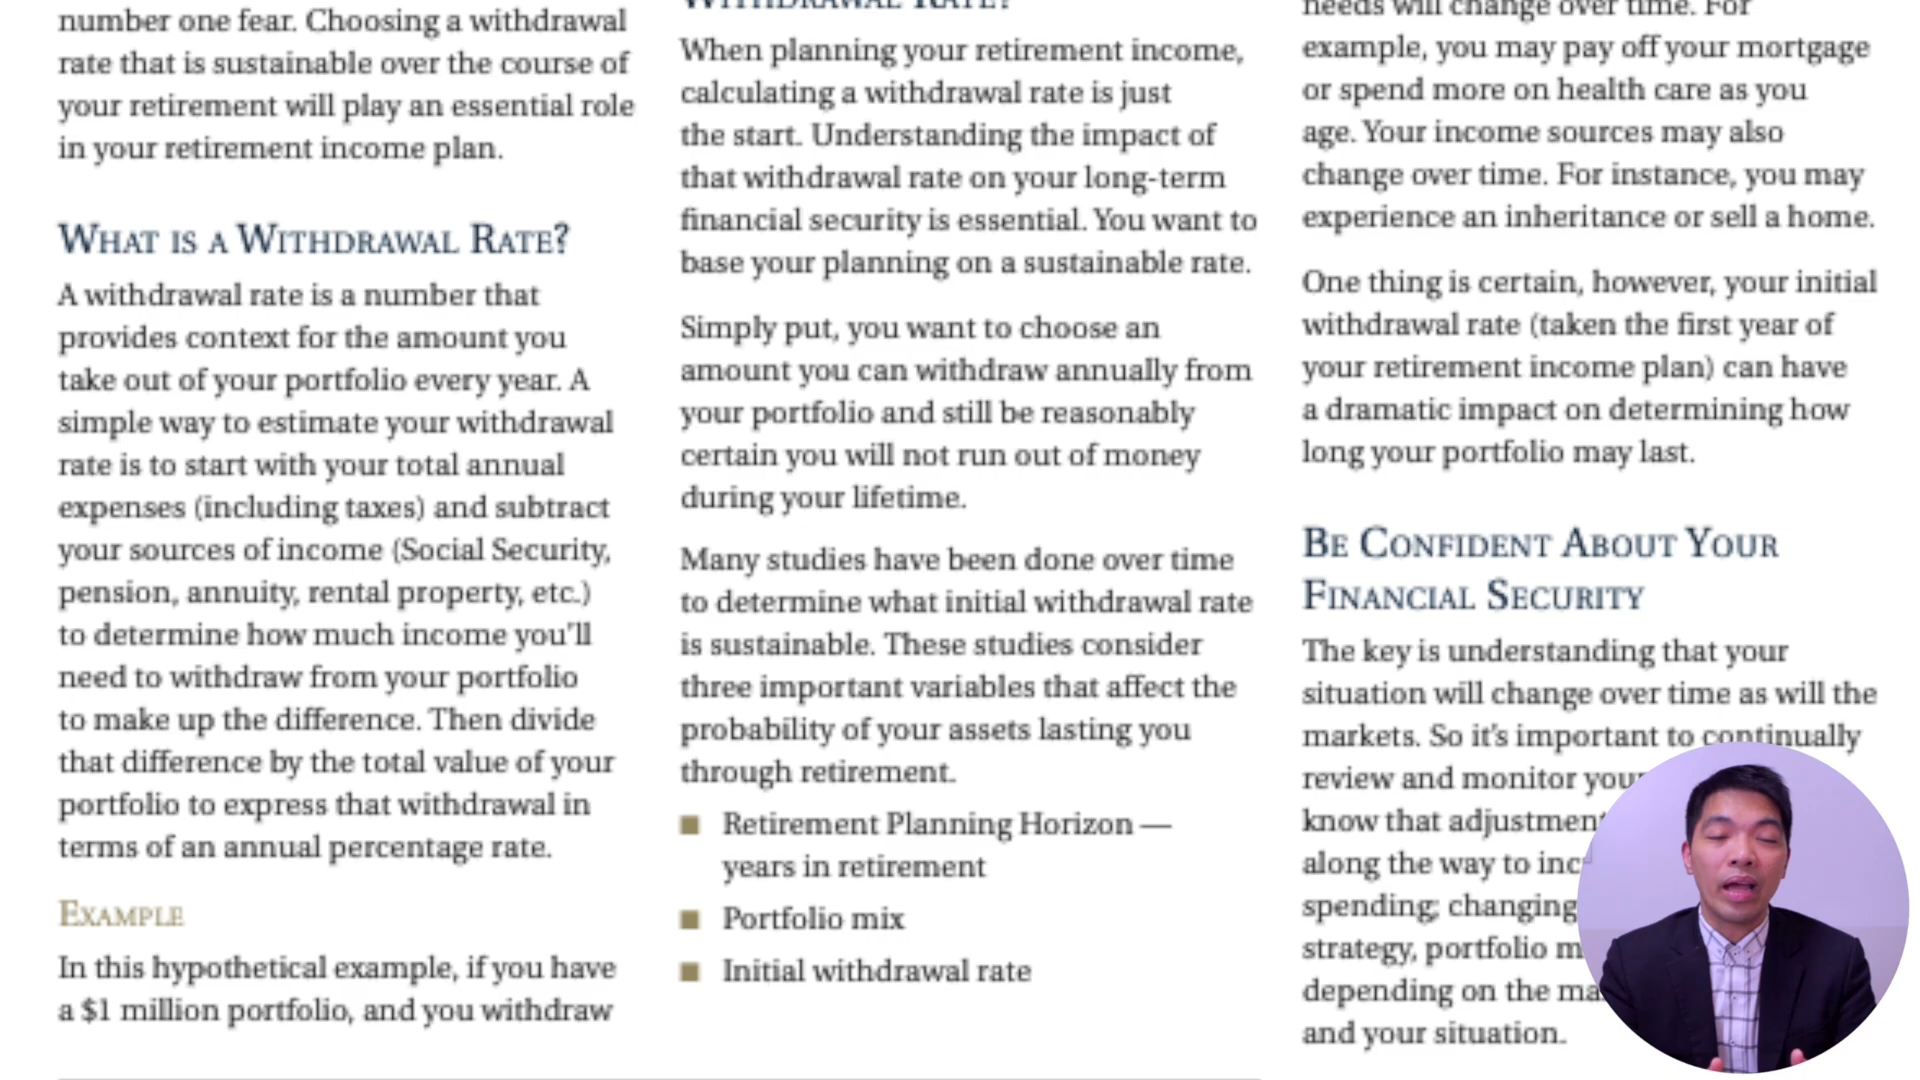 number one fear. Choosing a withdrawal
rate that is sustainable over the course of
your retirement will play an essential role
in your retirement income plan.
WHAT IS A WITHDRAWAL RATE?
A withdrawal rate is a number that
provides context for the amount you
take out of your portfolio every year. A
simple way to estimate your withdrawal
rate is to start with your total annual
expenses (including taxes) and subtract
your sources of income (Social Security,
pension, annuity, rental property, etc.)
to determine how much income you'll
need to withdraw from your portfolio
to make up the difference. Then divide
that difference by the total value of your
portfolio to express that withdrawal in
terms of an annual percentage rate.
EXAMPLE
In this hypothetical example, if you have
a $1 million portfolio, and you withdraw
WITHDRAWAL RATE?
When planning your retirement income,
calculating a withdrawal rate is just
the start. Understanding the impact of
that withdrawal rate on your long-term
financial security is essential. You want to
base your planning on a sustainable rate.
Simply put, you want to choose an
amount you can withdraw annually from
your portfolio and still be reasonably
certain you will not run out of money
during your lifetime.
Many studies have been done over time
to determine what initial withdrawal rate
is sustainable. These studies consider
three important variables that affect the
probability of your assets lasting you
through retirement.
■ Retirement Planning Horizon —
years in retirement
■ Portfolio mix
■ Initial withdrawal rate
needs will change over time. For
example, you may pay off your mortgage
or spend more on health care as you
age. Your income sources may also
change over time. For instance, you may
experience an inheritance or sell a home.
One thing is certain, however, your initial
withdrawal rate (taken the first year of
your retirement income plan) can have
a dramatic impact on determining how
long your portfolio may last.
BE CONFIDENT ABOUT YOUR
FINANCIAL SECURITY
The key is understanding that your
situation will change over time as will the
markets. So it's important to continually
review and monitor your
know that adjustment
along the way to
spending; changing
strategy, portfolio
depending on the
and your situation.